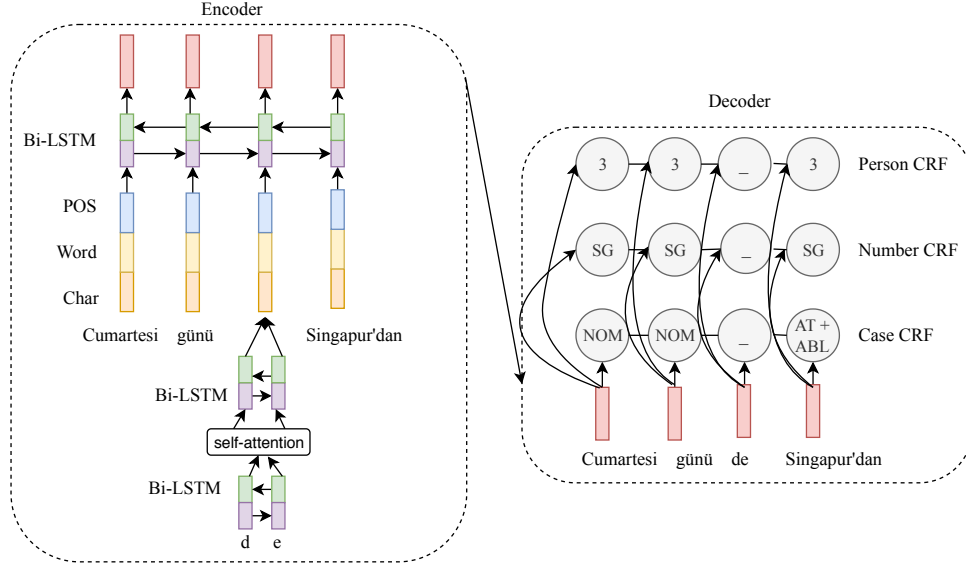 Encoder
Bi-LSTM
POS
Word
Char
Cumartesi günü Singapur'dan
Bi-LSTM
self-attention
Bi-LSTM
d e
Decoder
3 3 _ 3 Person CRF
SG SG _ SG Number CRF
NOM NOM _ AT + ABL Case CRF
Cumartesi günü de Singapur'dan